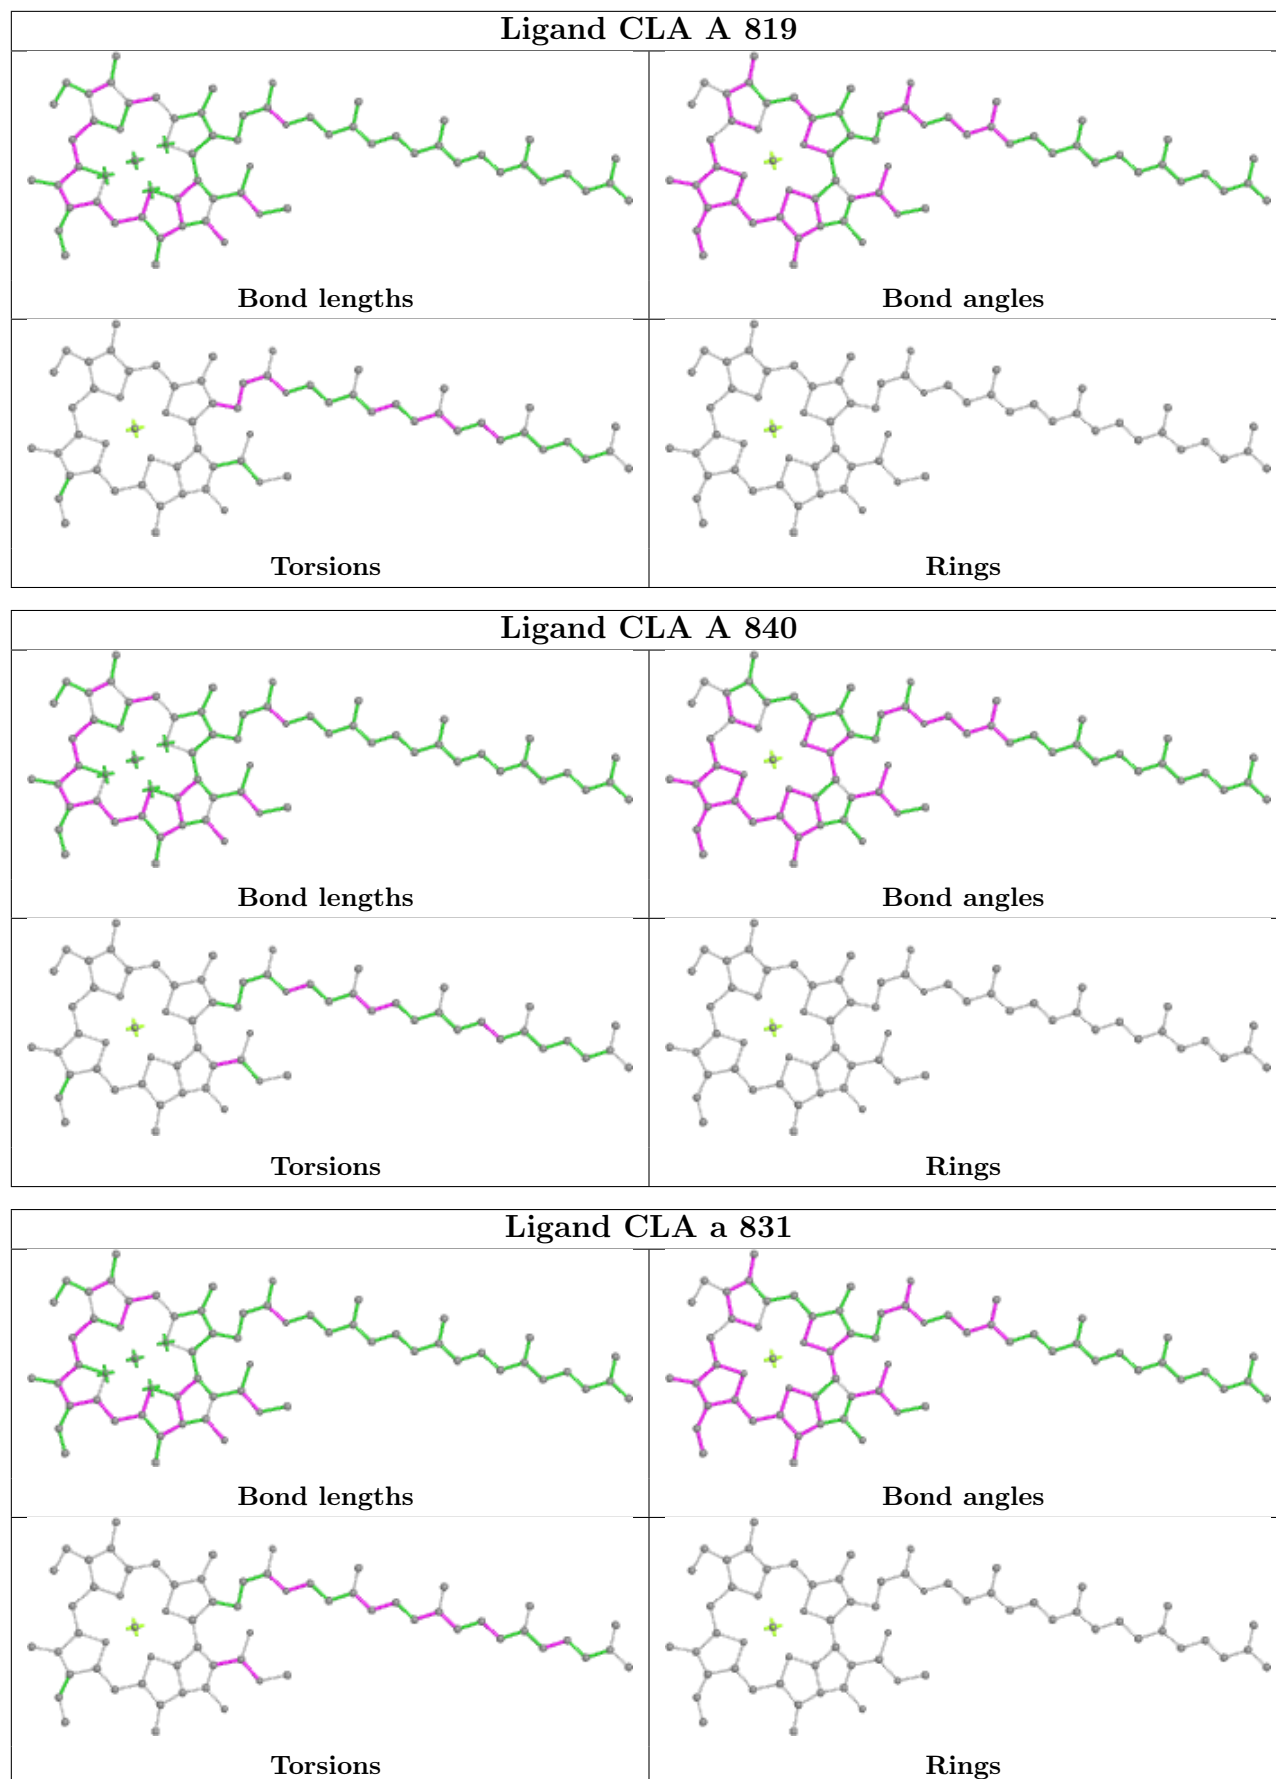 Ligand CLA A 819
Bond lengths
Bond angles
Torsions
Rings
Ligand CLA A 840
Bond lengths
Bond angles
Torsions
Rings
Ligand CLA a 831
Bond lengths
Bond angles
Torsions
Rings